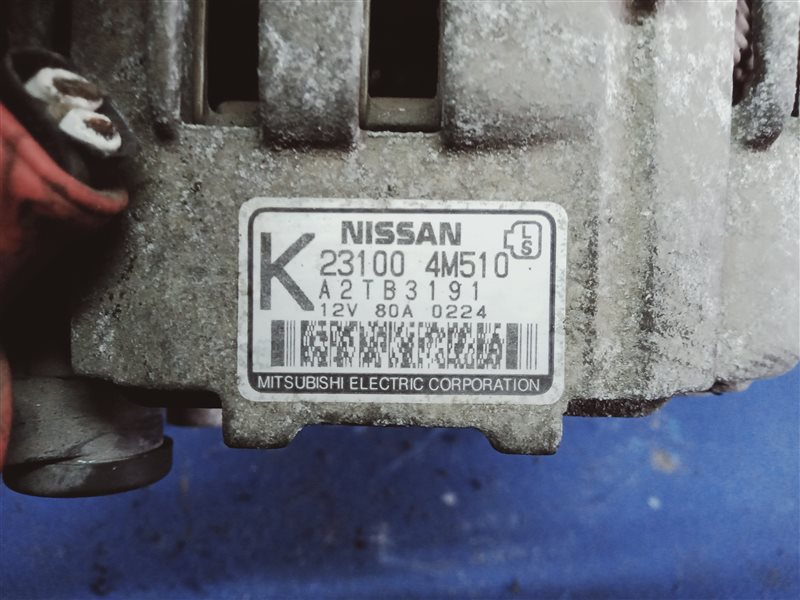 NISSAN
L
S
K
23100 4M510
A2TB3191
12V 80A 0224
MITSUBISHI ELECTRIC CORPORATION